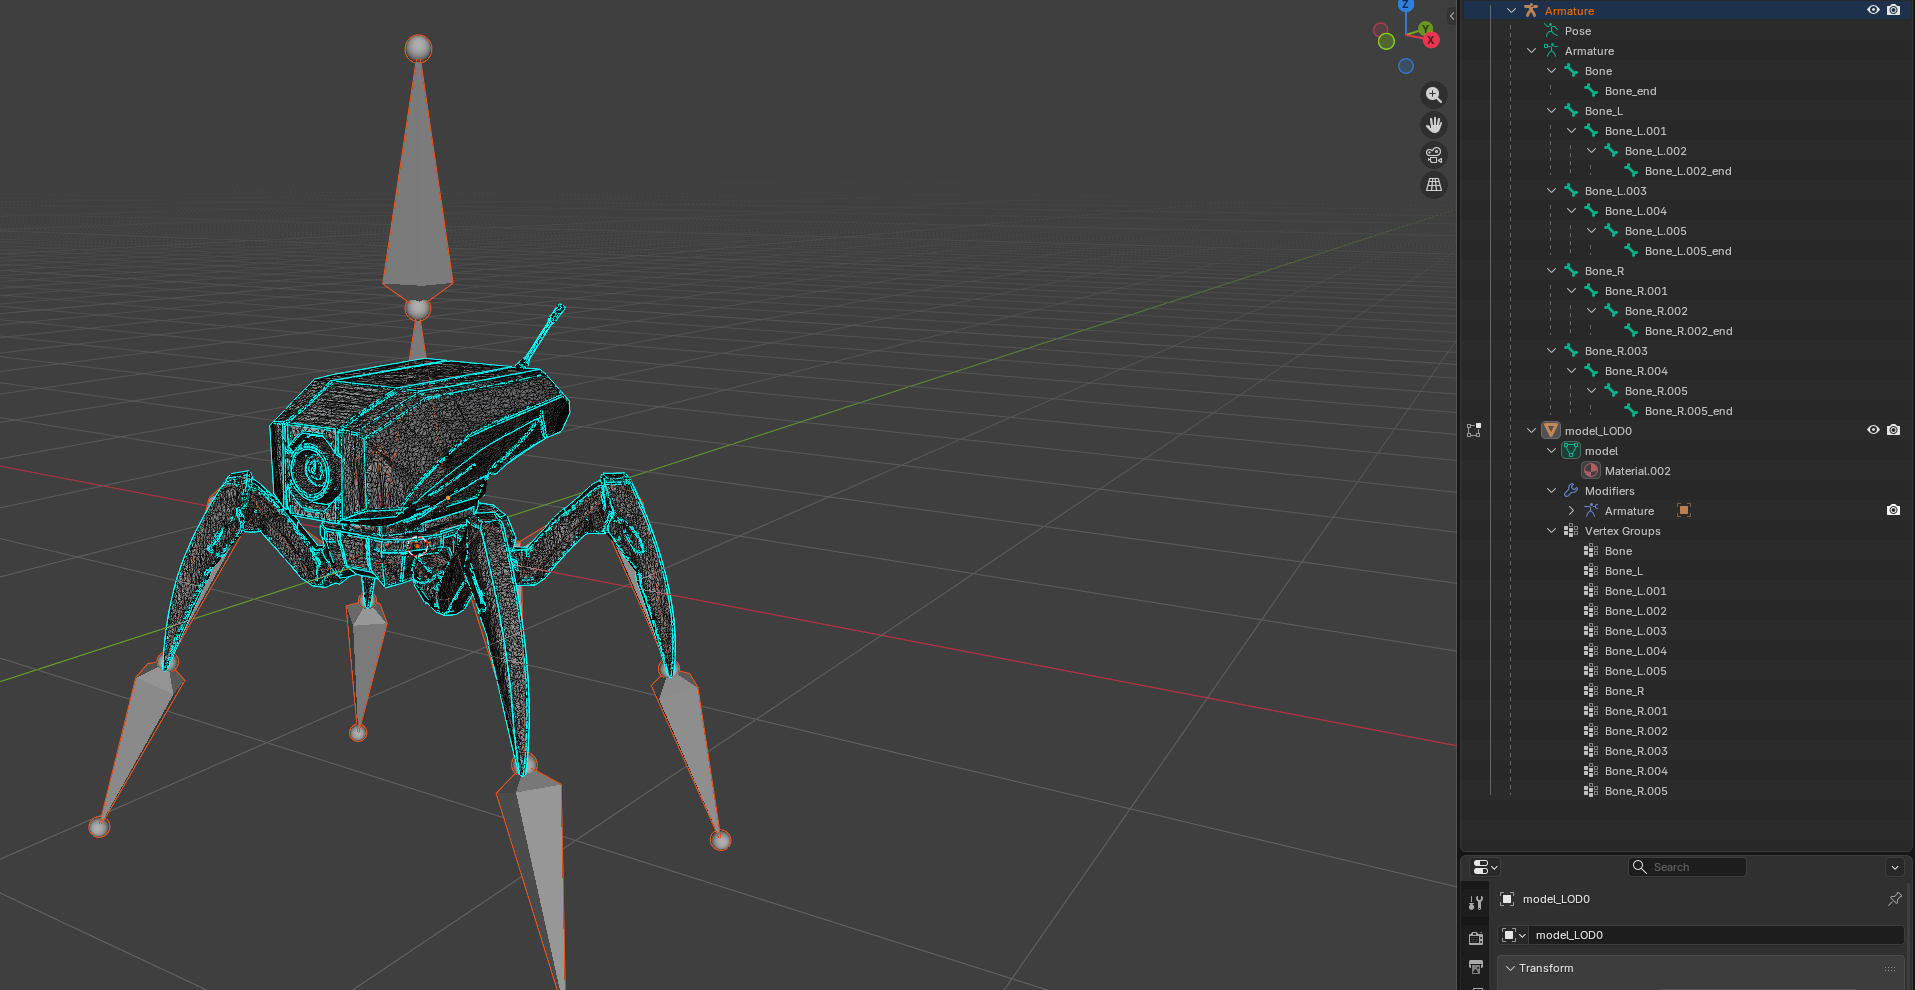 Z
Y
X
Armature
Pose
Armature
Bone
Bone_end
Bone_L
Bone_L.001
Bone_L.002
Bone_L.002_end
Bone_L.003
Bone_L.004
Bone_L.005
Bone_L.005_end
Bone_R
Bone_R.001
Bone_R.002
Bone_R.002_end
Bone_R.003
Bone_R.004
Bone_R.005
Bone_R.005_end
model_LOD0
model
Material.002
Modifiers
Armature
Vertex Groups
Bone
Bone_L
Bone_L.001
Bone_L.002
Bone_L.003
Bone_L.004
Bone_L.005
Bone_R
Bone_R.001
Bone_R.002
Bone_R.003
Bone_R.004
Bone_R.005
Search
model_LOD0
model_LOD0
Transform